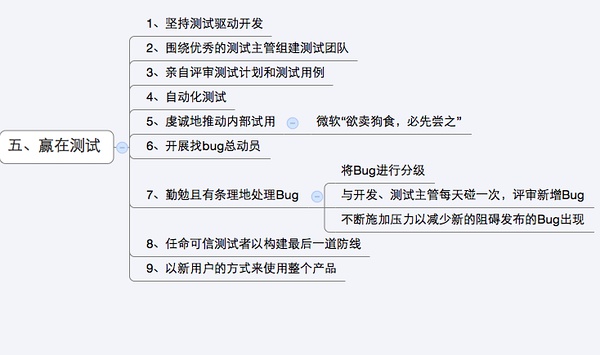 五、赢在测试
1、坚持测试驱动开发
2、围绕优秀的测试主管组建测试团队
3、亲自评审测试计划和测试用例
4、自动化测试
5、虔诚地推动内部试用
微软“欲卖狗食，必先尝之”
6、开展找bug总动员
7、勤勉且有条理地处理Bug
将Bug进行分级
与开发、测试主管每天碰一次，评审新增Bug
不断施加压力以减少新的阻碍发布的Bug出现
8、任命可信测试者以构建最后一道防线
9、以新用户的方式来使用整个产品